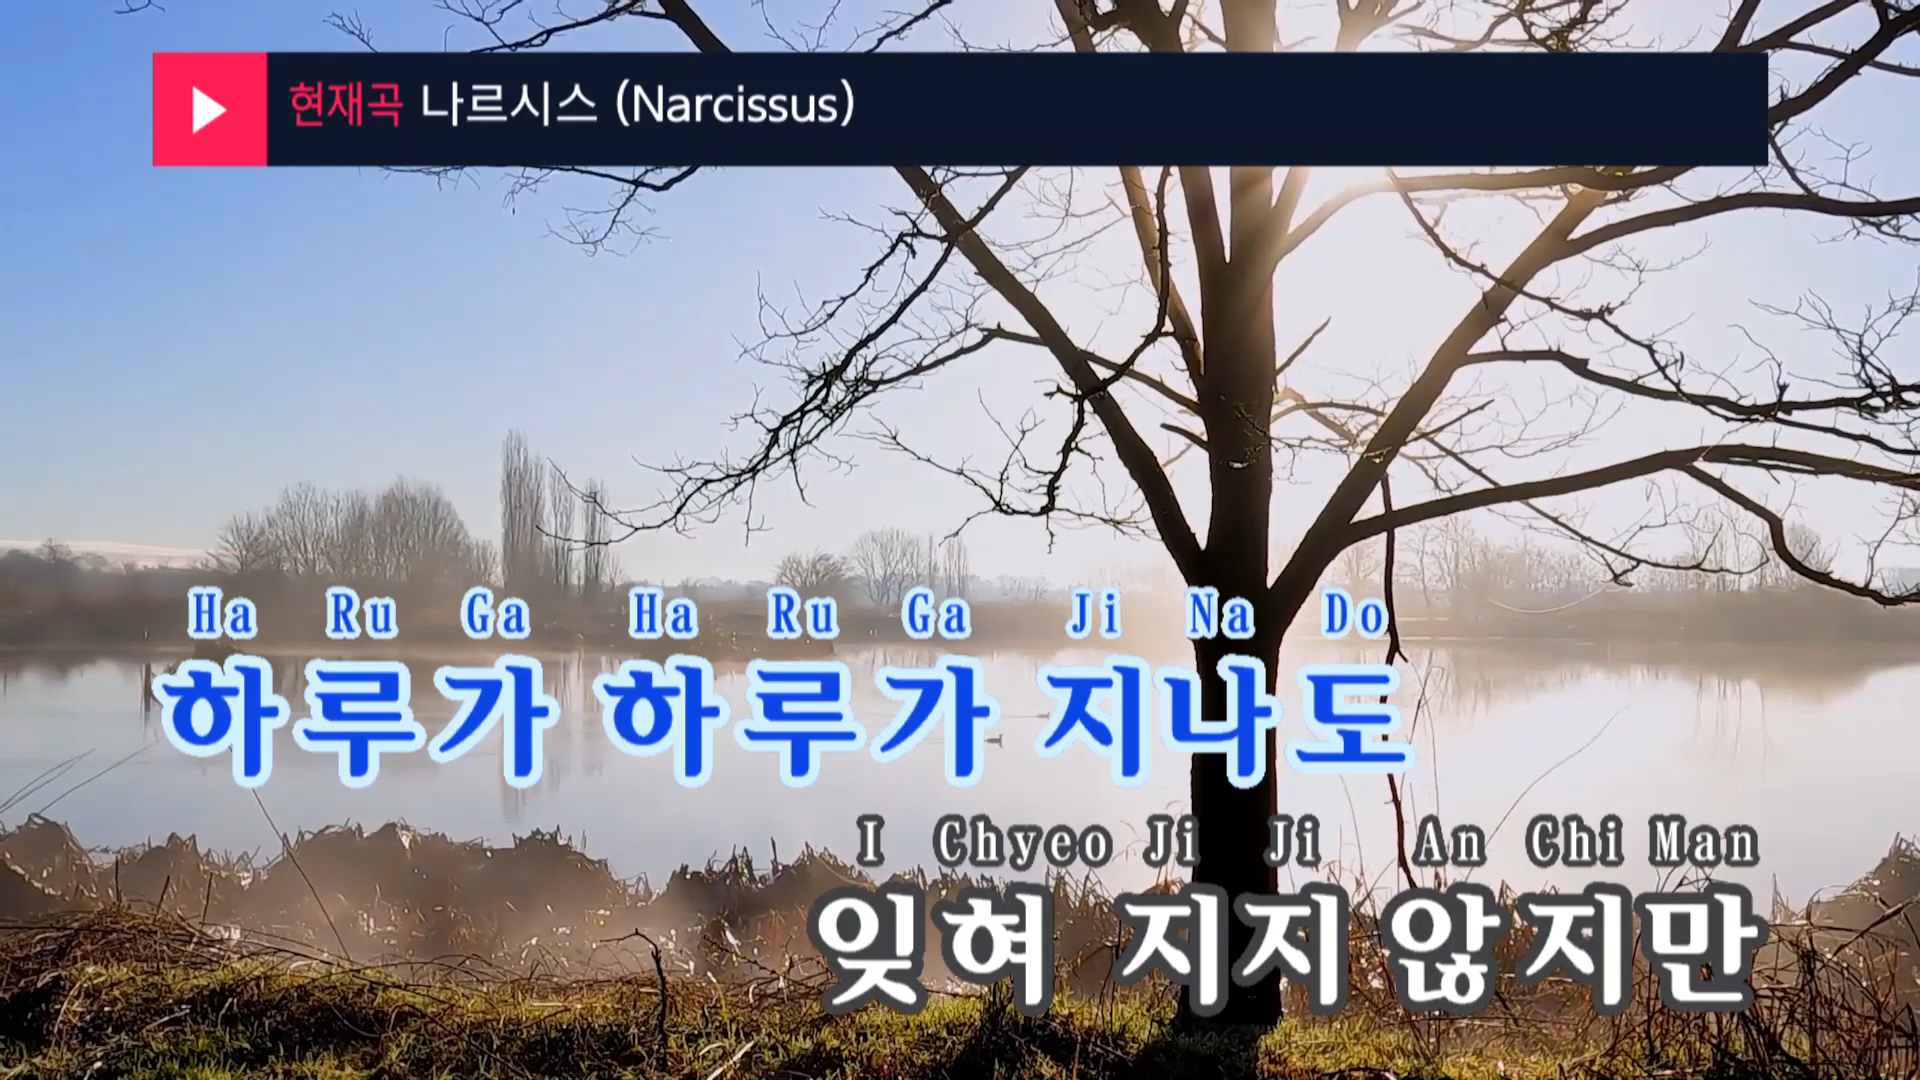 현재곡 나르시스 (Narcissus)
Ha Ru Ga Ha Ru Ga Ji Na Do
하루가 하루가 지나도
I Chyeo Ji Ji An Chi Man
잊혀 지지 않지만